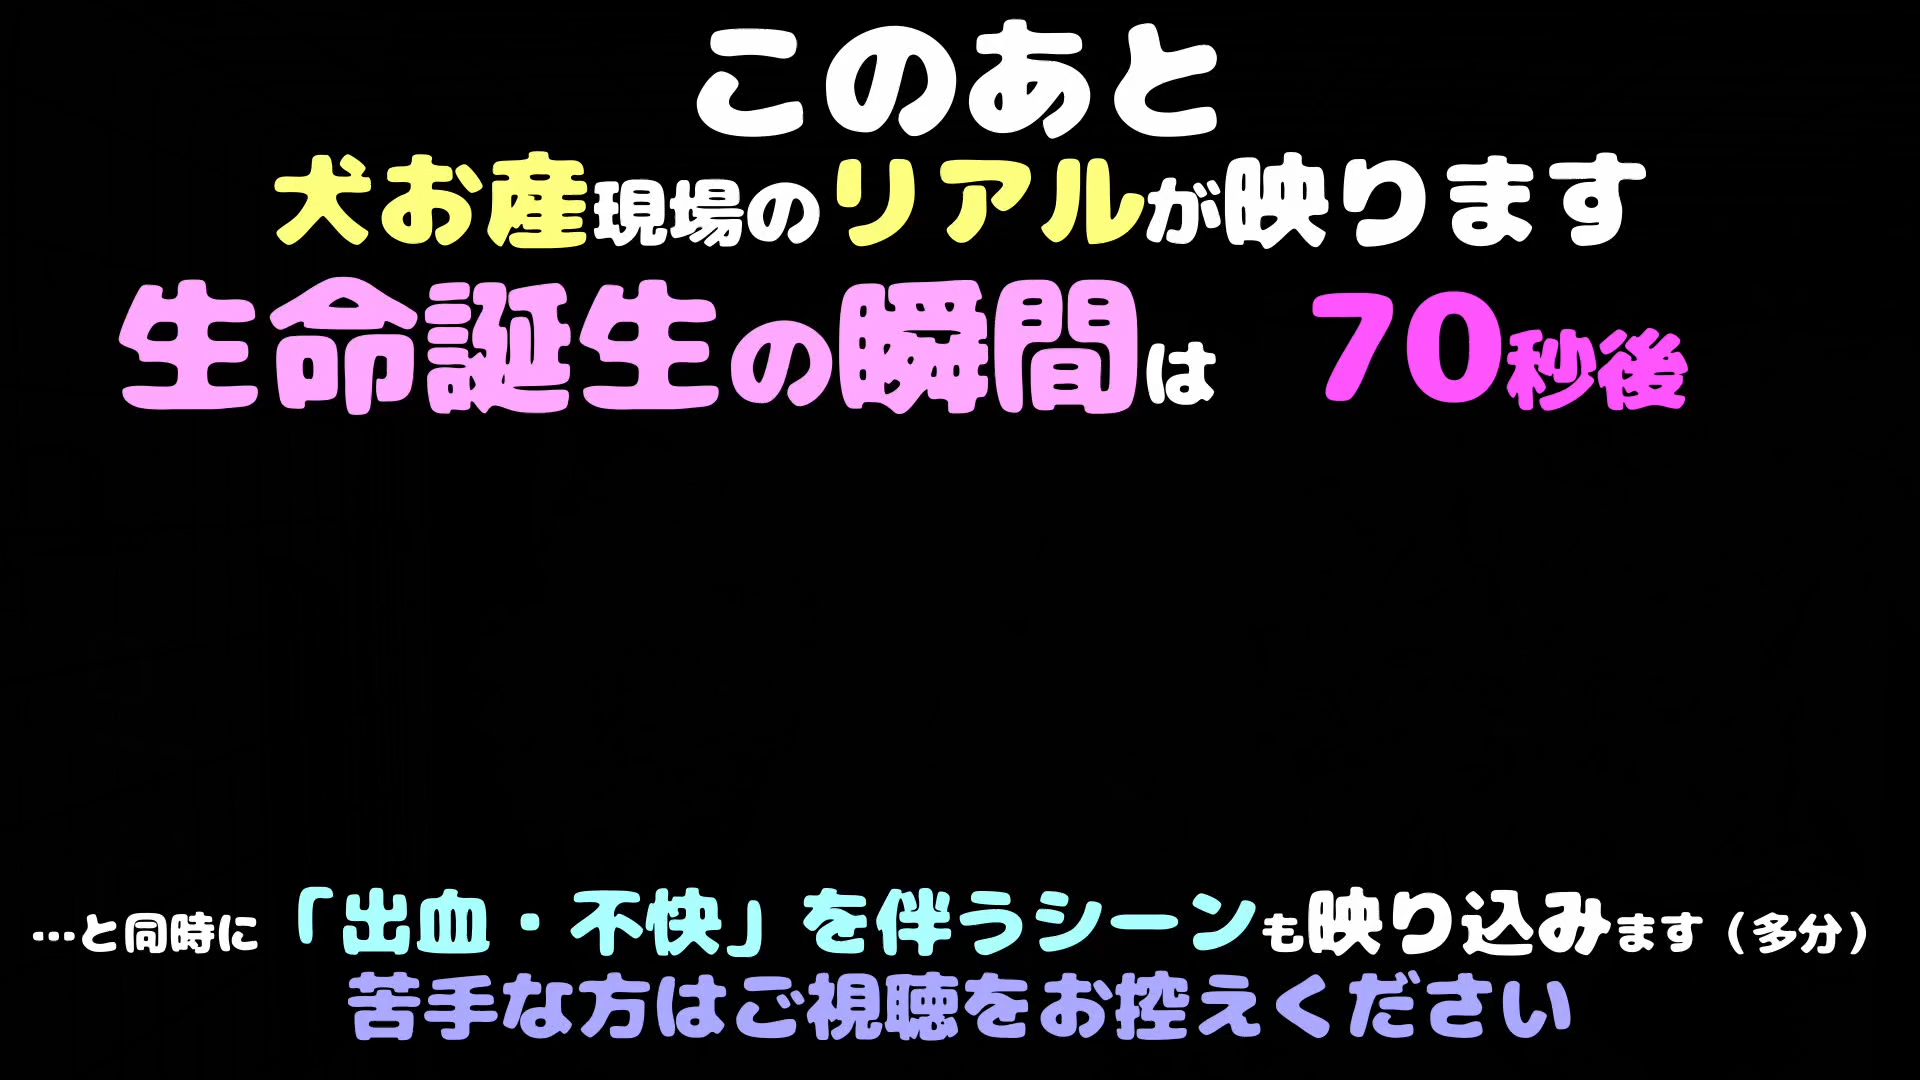 このあと
犬お産現場のリアルが映ります
生命誕生の瞬間は　70秒後
…と同時に「出血・不快」を伴うシーンも映り込みます（多分）
苦手な方はご視聴をお控えください